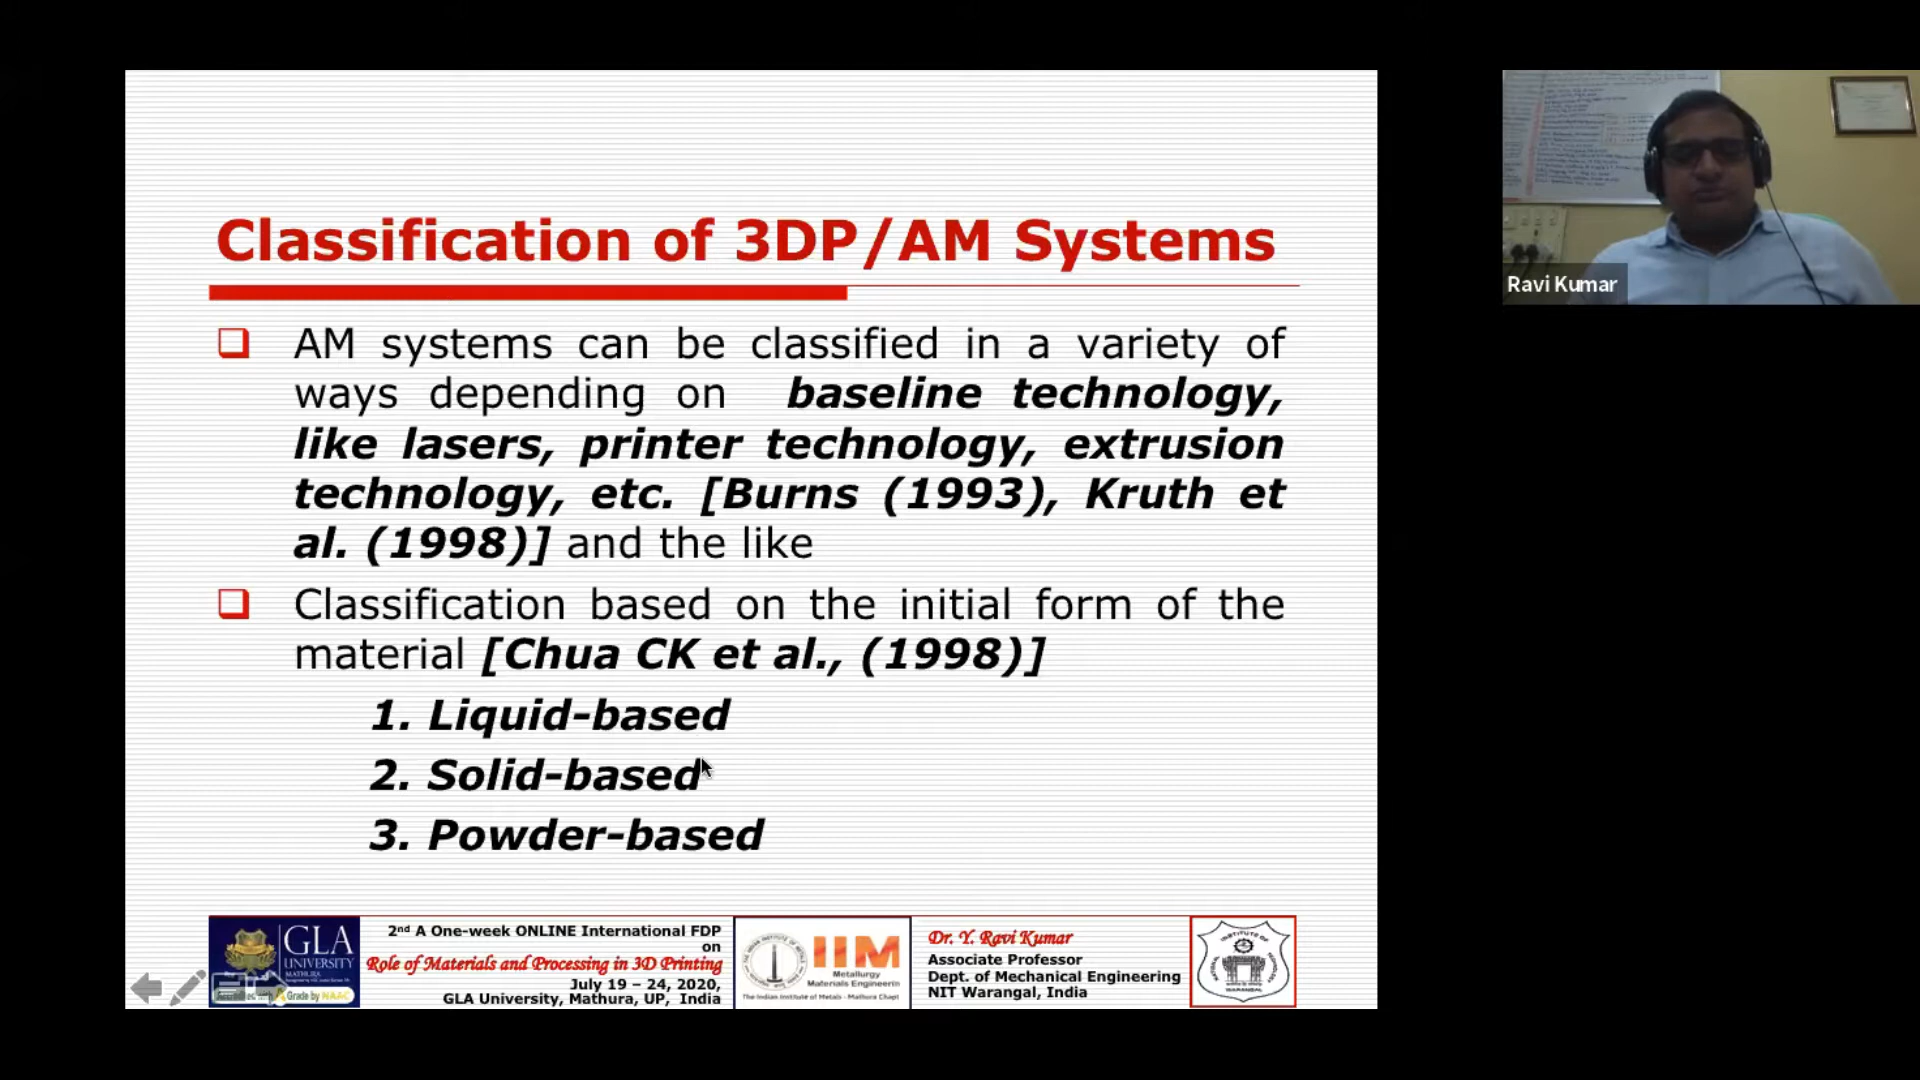 Classification of 3DP/AM Systems
AM systems can be classified in a variety of
ways depending on baseline technology,
like lasers, printer technology, extrusion
technology, etc. [Burns (1993), Kruth et
al. (1998)] and the like
Classification based on the initial form of the
material [Chua CK et al., (1998)]
1. Liquid-based
2. Solid-based
3. Powder-based
Ravi Kumar
GLA
UNIVERSITY
MATHURA
Accredited with A Grade by NAAC
2nd A One-week ONLINE International FDP
on
Role of Materials and Processing in 3D Printing
July 19 – 24, 2020,
GLA University, Mathura, UP, India
IIM
Metallurgy
Materials Engineerin
The Indian Institute of Metals - Mathura Chapt
Dr. Y. Ravi Kumar
Associate Professor
Dept. of Mechanical Engineering
NIT Warangal, India